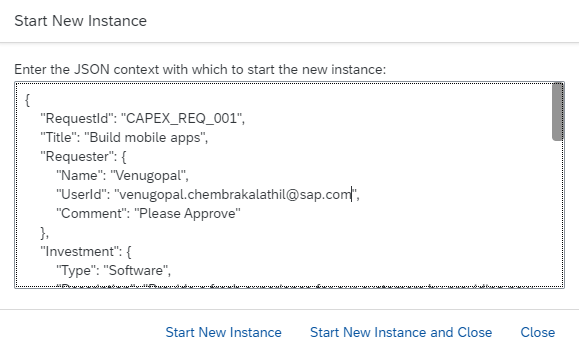 Start New Instance
Enter the JSON context with which to start the new instance:
{
"RequestId": "CAPEX_REQ_001",
"Title": "Build mobile apps",
"Requester": {
"Name": "Venugopal",
"UserId": "venugopal.chembrakalathil@sap.com",
"Comment": "Please Approve"
},
"Investment": {
"Type": "Software",
Start New Instance Start New Instance and Close Close